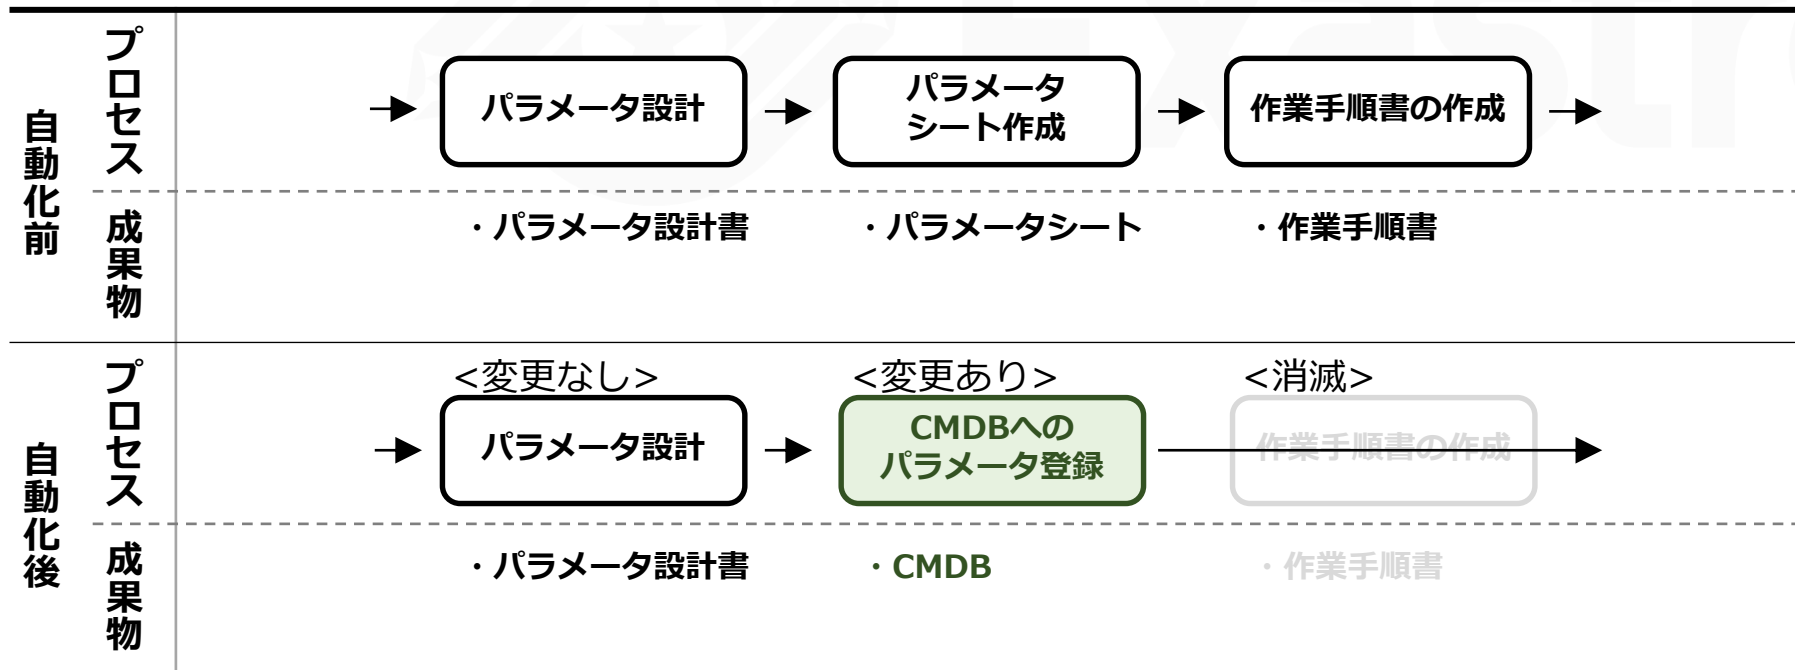 自動化前
プロセス
パラメータ設計
パラメータ
シート作成
作業手順書の作成
成果物
・パラメータ設計書
・パラメータシート
・作業手順書
自動化後
プロセス
<変更なし>
<変更あり>
<消滅>
パラメータ設計
CMDBへの
パラメータ登録
作業手順書の作成
成果物
・パラメータ設計書
・CMDB
・作業手順書